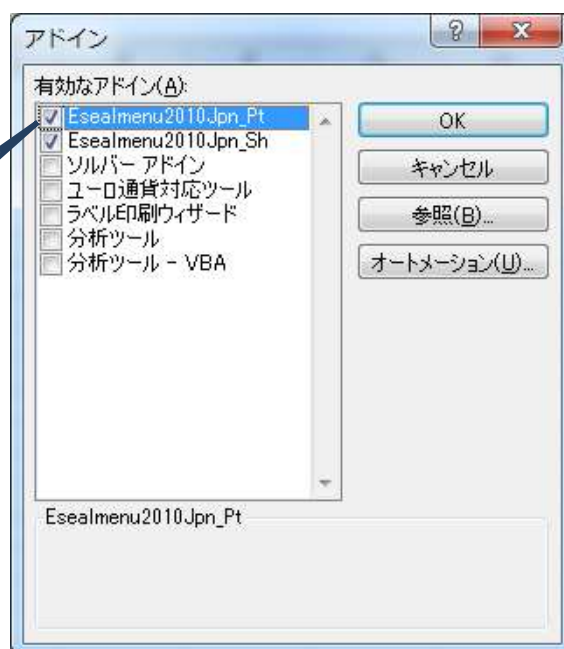 アドイン
有効なアドイン(A):
Esealmenu2010Jpn_Pt
Esealmenu2010Jpn_Sh
ソルバー アドイン
ユーロ通貨対応ツール
ラベル印刷ウィザード
分析ツール
分析ツール - VBA
OK
キャンセル
参照(B)...
オートメーション(U)...
Esealmenu2010Jpn_Pt